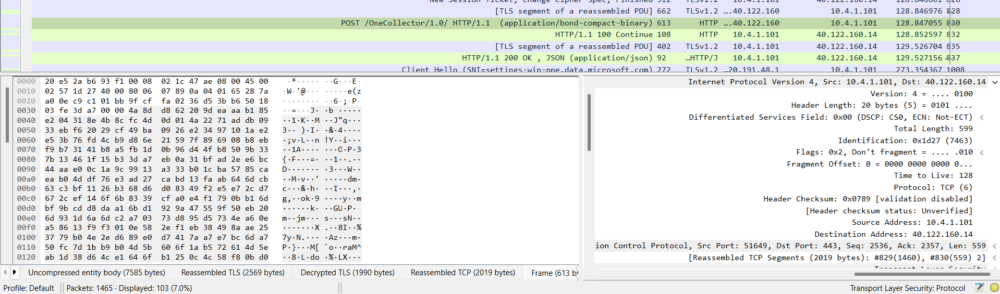 New Session Ticket, Change Cipher Spec, Finished 512 TLSv1.2 10.4.1.101 40.122.160.14 128.846601 826
[TLS segment of a reassembled PDU] 662 TLSv1.2 ….40.122.160 10.4.1.101 128.846976 828
POST /OneCollector/1.0/ HTTP/1.1 (application/bond-compact-binary) 613 HTTP ….40.122.160 10.4.1.101 128.847055 830
HTTP/1.1 100 Continue 108 HTTP 10.4.1.101 40.122.160.14 128.852597 832
[TLS segment of a reassembled PDU] 402 TLSv1.2 10.4.1.101 40.122.160.14 129.526704 835
HTTP/1.1 200 OK , JSON (application/json) 92 …HTTP/J 10.4.1.101 40.122.160.14 129.527156 837
Client Hello (SNI=settings-win-ppe.data.microsoft.com) 272 TLSv1.2 …20.191.48.1 10.4.1.101 273.354367 1008
0000 20 e5 2a b6 93 f1 00 08 02 1c 47 ae 08 00 45 00 ·*····· ··G···E·
0010 02 57 1d 27 40 00 80 06 07 89 0a 04 01 65 28 7a ·W·'@··· ·····e(z
0020 a0 0e c9 c1 01 bb 9f cf fa 02 36 d5 3b b6 50 18 ········ ··6·;·P·
0030 03 fe 3d a7 00 00 4a 8d d8 62 20 9d ea aa b1 85 ··=···J· ·b ·····
0040 e2 04 31 8e 4b 8c fc 4d 0d 01 4a 22 71 ad db 09 ··1·K··M ··J"q···
0050 33 eb f6 20 29 cf 49 ba 09 26 e2 34 97 10 1a e2 3·· )·I· ·&·4····
0060 e5 3b 76 fd 4c b9 d8 6e 21 59 7f 89 69 08 b8 eb ·;v·L··n !Y··i···
0070 f9 b7 31 41 b8 a5 fb 1d 0b 96 d4 4f b8 50 9b 33 ··1A···· ···O·P·3
0080 7b 13 46 1f 15 b3 3d a7 eb 0a 31 bf ad 2e e6 bc {·F···=· ··1··.··
0090 44 aa e0 0c 1a 9c 99 13 a3 33 b0 1c ba 57 85 ca D······· ·3···W··
00a0 ea b0 4d df 76 e3 ad 27 ca bd 13 fa ab 64 6d cb ··M·v··' ·····dm·
00b0 63 c3 bf 11 26 b3 68 d6 d0 83 49 f2 e5 e7 2c d7 c···&·h· ··I···,·
00c0 67 2c ef 14 6f 6b 83 39 cf a0 e4 f1 79 0b b1 6d g,··ok·9 ····y··m
00d0 bf 9b cd d8 da a1 6b d1 92 9a 47 55 9f 50 eb 20 ······k· ··GU·P·
00e0 6d 93 1d 6a 6d c2 a7 03 73 d8 95 d5 73 4e a6 0e m··jm··· s···sN··
00f0 a5 86 13 f9 f3 01 0e 58 2e f1 eb 38 49 8a ae 25 ·······X .··8I··%
0100 37 79 b0 4e 2e d6 89 e0 d7 41 7a a7 e7 bc 6d a7 7y·N.··· ·Az···m·
0110 50 fc 7d 1b b9 b0 4d 5b 60 6f 1a b5 72 61 4d 5e P·}···M[ `o··raM^
0120 ab 1d 38 d6 4c e1 64 6f b1 25 0c 4c 58 f8 0b d0 ··8·L·do ·%·LX···
Internet Protocol Version 4, Src: 10.4.1.101, Dst: 40.122.160.14
Version: 4 = .... 0100
Header Length: 20 bytes (5) = 0101 ....
Differentiated Services Field: 0x00 (DSCP: CS0, ECN: Not-ECT)
Total Length: 599
Identification: 0x1d27 (7463)
Flags: 0x2, Don't fragment = .... .010
Fragment Offset: 0 = 0000 0000 0000 0...
Time to Live: 128
Protocol: TCP (6)
Header Checksum: 0x0789 [validation disabled]
[Header checksum status: Unverified]
Source Address: 10.4.1.101
Destination Address: 40.122.160.14
ion Control Protocol, Src Port: 51649, Dst Port: 443, Seq: 2536, Ack: 2357, Len: 559
[Reassembled TCP Segments (2019 bytes): #829(1460), #830(559) 2]
Transport Layer Security
Uncompressed entity body (7585 bytes) Reassembled TLS (2569 bytes) Decrypted TLS (1990 bytes) Reassembled TCP (2019 bytes) Frame (613 by
Profile: Default Packets: 1465 · Displayed: 103 (7.0%) Transport Layer Security: Protocol